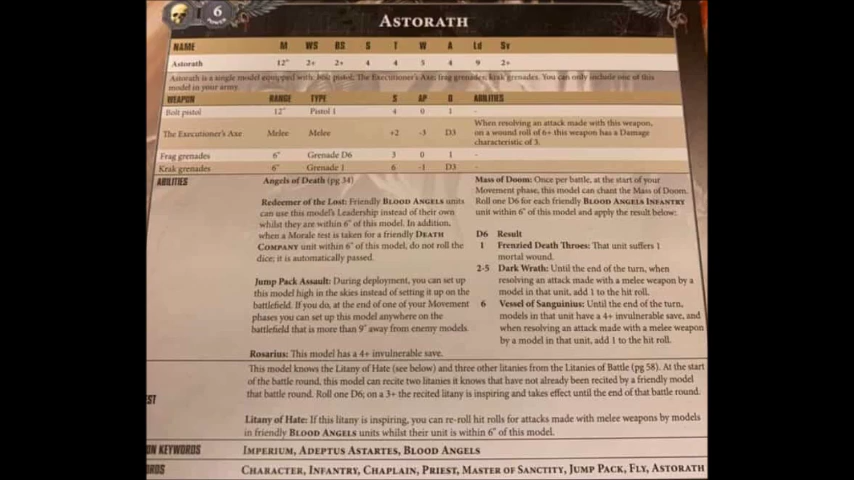 6
POWER
ASTORATH
NAME M WS BS S T W A Ld Sv
Astorath 12" 2+ 2+ 4 4 5 4 9 2+
Astorath is a single model equipped with: bolt pistol; The Executioner's Axe; frag grenades; krak grenades. You can only include one of this
model in your army.
WEAPON RANGE TYPE S AP D ABILITIES
Bolt pistol 12" Pistol 1 4 0 1 -
The Executioner's Axe Melee Melee +2 -3 D3 When resolving an attack made with this weapon,
on a wound roll of 6+ this weapon has a Damage
characteristic of 3.
Frag grenades 6" Grenade D6 3 0 1 -
Krak grenades 6" Grenade 1 6 -1 D3 -
ABILITIES
Angels of Death (pg 34)
Redeemer of the Lost: Friendly BLOOD ANGELS units
can use this model's Leadership instead of their own
whilst they are within 6" of this model. In addition,
when a Morale test is taken for a friendly DEATH
COMPANY unit within 6" of this model, do not roll the
dice; it is automatically passed.
Jump Pack Assault: During deployment, you can set up
this model high in the skies instead of setting it up on the
battlefield. If you do, at the end of one of your Movement
phases you can set up this model anywhere on the
battlefield that is more than 9" away from enemy models.
Rosarius: This model has a 4+ invulnerable save.
Mass of Doom: Once per battle, at the start of your
Movement phase, this model can chant the Mass of Doom.
Roll one D6 for each friendly BLOOD ANGELS INFANTRY
unit within 6" of this model and apply the result below:
D6 Result
1 Frenzied Death Throes: That unit suffers 1
mortal wound.
2-5 Dark Wrath: Until the end of the turn, when
resolving an attack made with a melee weapon by a
model in that unit, add 1 to the hit roll.
6 Vessel of Sanguinius: Until the end of the turn,
models in that unit have a 4+ invulnerable save, and
when resolving an attack made with a melee weapon
by a model in that unit, add 1 to the hit roll.
EST
This model knows the Litany of Hate (see below) and three other litanies from the Litanies of Battle (pg 58). At the start
of the battle round, this model can recite two litanies it knows that have not already been recited by a friendly model
that battle round. Roll one D6; on a 3+ the recited litany is inspiring and takes effect until the end of that battle round.
Litany of Hate: If this litany is inspiring, you can re-roll hit rolls for attacks made with melee weapons by models
in friendly BLOOD ANGELS units whilst their unit is within 6" of this model.
ON KEYWORDS IMPERIUM, ADEPTUS ASTARTES, BLOOD ANGELS
ORDS CHARACTER, INFANTRY, CHAPLAIN, PRIEST, MASTER OF SANCTITY, JUMP PACK, FLY, ASTORATH